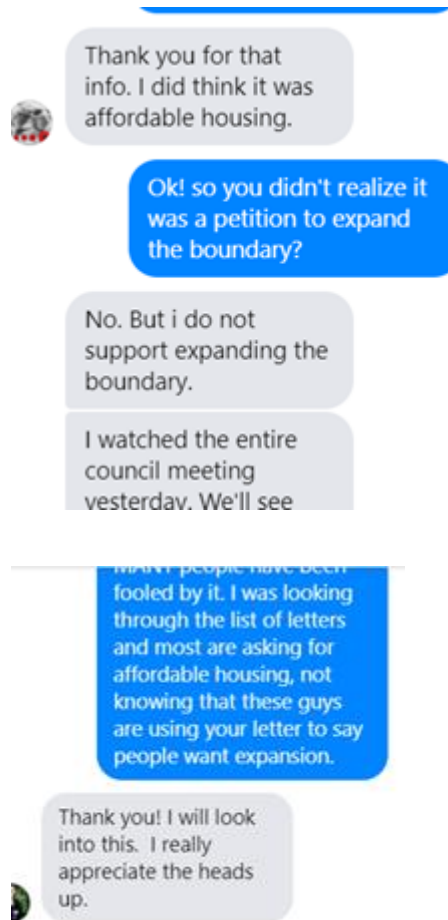 Thank you for that
info. I did think it was
affordable housing.
Ok! so you didn't realize it
was a petition to expand
the boundary?
No. But i do not
support expanding the
boundary.
I watched the entire
council meeting
yesterday. We'll see
MANY people have been
fooled by it. I was looking
through the list of letters
and most are asking for
affordable housing, not
knowing that these guys
are using your letter to say
people want expansion.
Thank you! I will look
into this. I really
appreciate the heads
up.